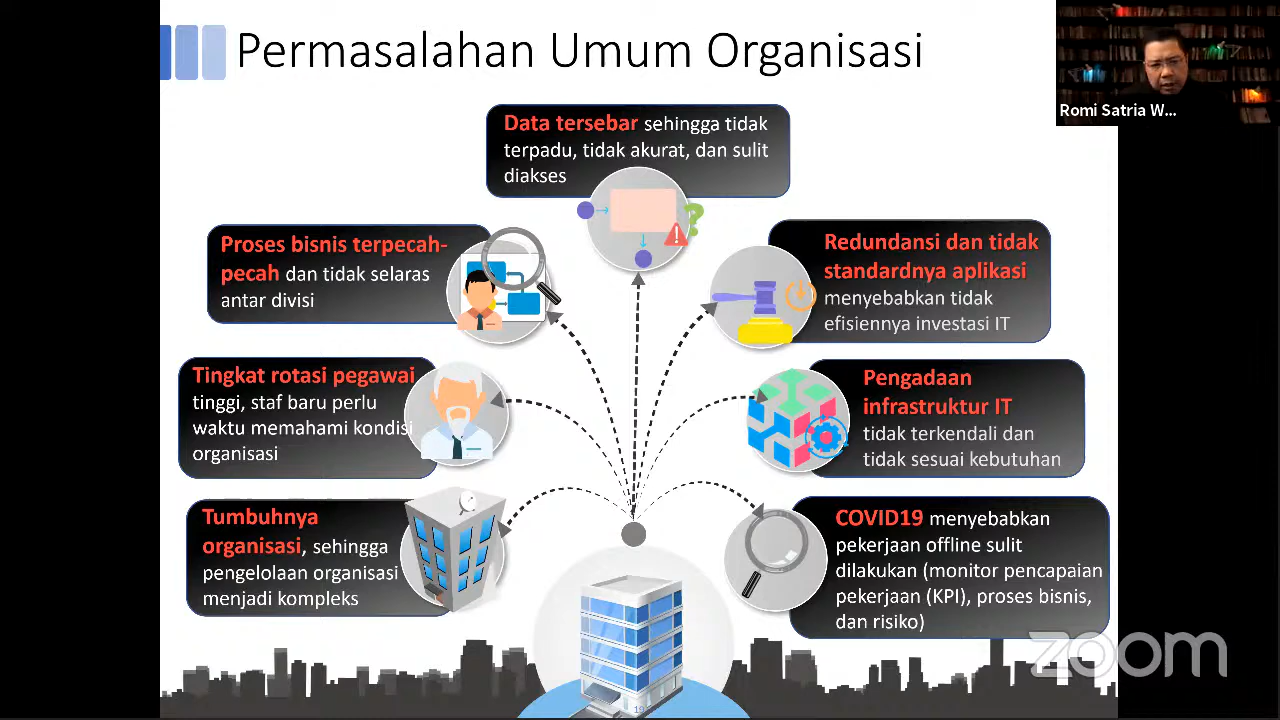 Permasalahan Umum Organisasi
Romi Satria W...
Data tersebar sehingga tidak
terpadu, tidak akurat, dan sulit
diakses
Proses bisnis terpecah-
pecah dan tidak selaras
antar divisi
Redundansi dan tidak
standardnya aplikasi
menyebabkan tidak
efisiennya investasi IT
Tingkat rotasi pegawai
tinggi, staf baru perlu
waktu memahami kondisi
organisasi
Pengadaan
infrastruktur IT
tidak terkendali dan
tidak sesuai kebutuhan
Tumbuhnya
organisasi, sehingga
pengelolaan organisasi
menjadi kompleks
COVID19 menyebabkan
pekerjaan offline sulit
dilakukan (monitor pencapaian
pekerjaan (KPI), proses bisnis,
dan risiko)
zoom
19